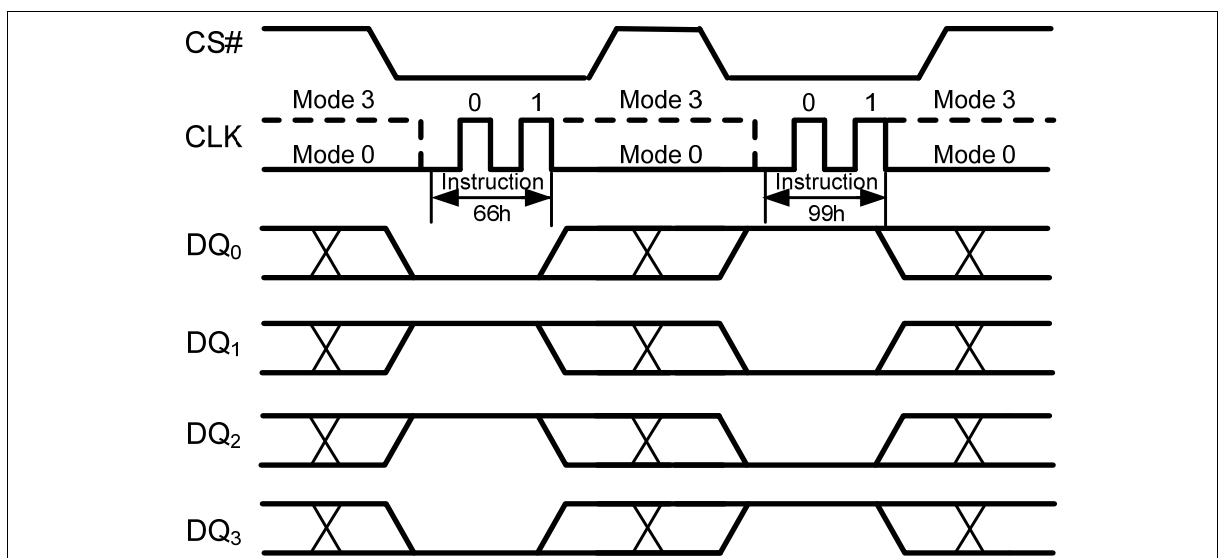 CS#
Mode 3 0 1 Mode 3 0 1 Mode 3
CLK
Mode 0 Mode 0 Mode 0
Instruction Instruction
66h 99h
DQ0
DQ1
DQ2
DQ3